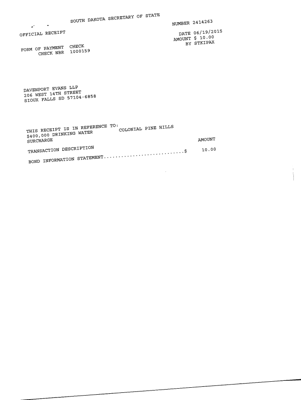 SOUTH DAKOTA SECRETARY OF STATE
OFFICIAL RECEIPT
NUMBER 2414263
DATE 06/19/2015
AMOUNT $ 10.00
BY STEIPAX
FORM OF PAYMENT CHECK
CHECK NBR 1000159
DAVENPORT EVANS LLP
206 WEST 14TH STREET
SIOUX FALLS SD 57104-6858
THIS RECEIPT IS IN REFERENCE TO:
$400,000 DRINKING WATER COLONIAL PINE HILLS
SURCHARGE
AMOUNT
TRANSACTION DESCRIPTION
BOND INFORMATION STATEMENT...........................$ 10.00